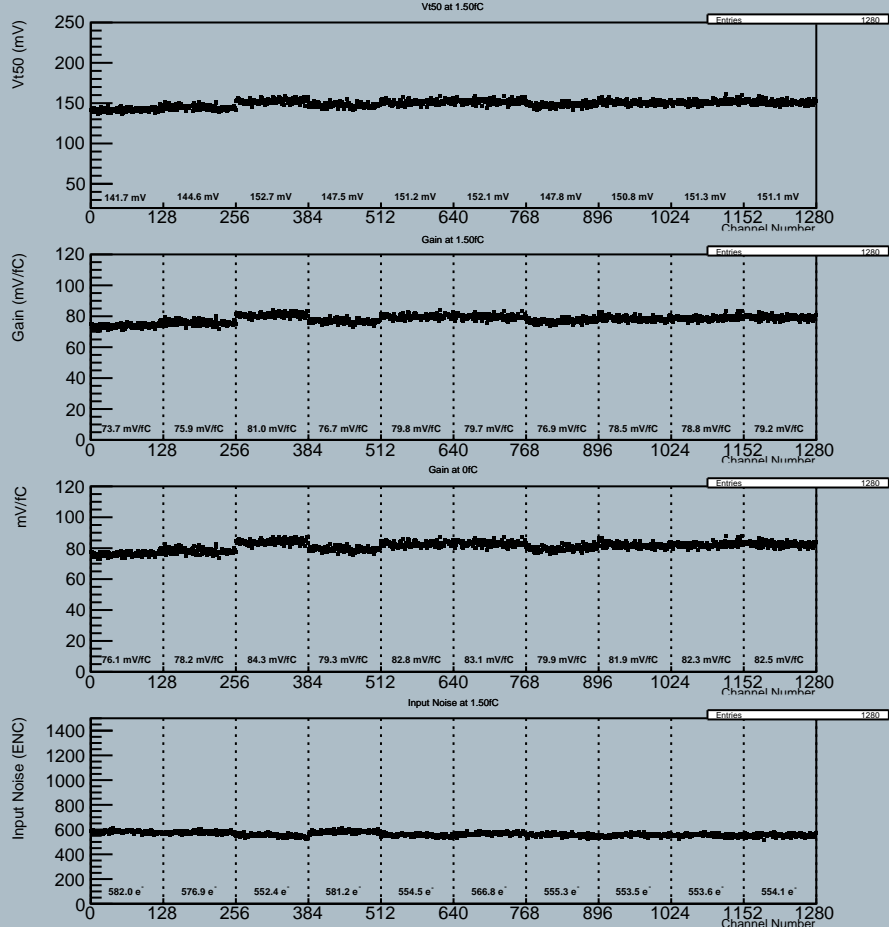 Vt50 at 1.50fC
Entries 1280
Vt50 (mV)
250
200
150
100
50
141.7 mV 144.6 mV 152.7 mV 147.5 mV 151.2 mV 152.1 mV 147.8 mV 150.8 mV 151.3 mV 151.1 mV
0 128 256 384 512 640 768 896 1024 1152 1280
Channel Number
Gain at 1.50fC
Entries 1280
Gain (mV/fC)
120
100
80
60
40
20
0
73.7 mV/fC 75.9 mV/fC 81.0 mV/fC 76.7 mV/fC 79.8 mV/fC 79.7 mV/fC 76.9 mV/fC 78.5 mV/fC 78.8 mV/fC 79.2 mV/fC
0 128 256 384 512 640 768 896 1024 1152 1280
Channel Number
Gain at 0fC
Entries 1280
mV/fC
120
100
80
60
40
20
0
76.1 mV/fC 78.2 mV/fC 84.3 mV/fC 79.3 mV/fC 82.8 mV/fC 83.1 mV/fC 79.9 mV/fC 81.9 mV/fC 82.3 mV/fC 82.5 mV/fC
0 128 256 384 512 640 768 896 1024 1152 1280
Channel Number
Input Noise at 1.50fC
Entries 1280
Input Noise (ENC)
1400
1200
1000
800
600
400
200
0
582.0 e⁻ 576.9 e⁻ 552.4 e⁻ 581.2 e⁻ 554.5 e⁻ 566.8 e⁻ 555.3 e⁻ 553.5 e⁻ 553.6 e⁻ 554.1 e⁻
0 128 256 384 512 640 768 896 1024 1152 1280
Channel Number